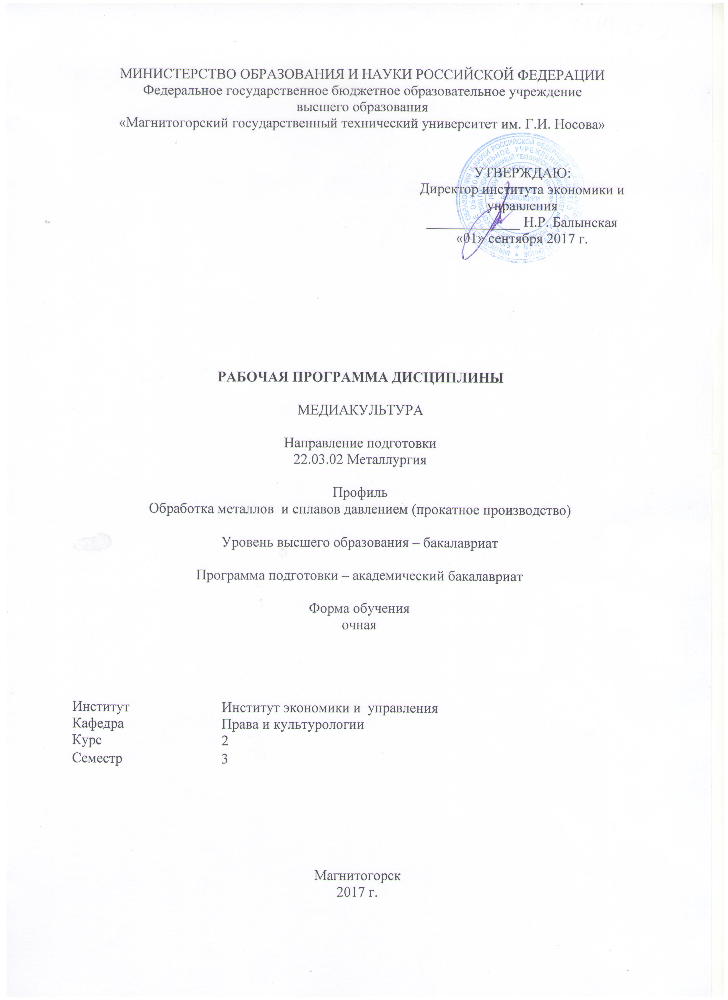 МИНИСТЕРСТВО ОБРАЗОВАНИЯ И НАУКИ РОССИЙСКОЙ ФЕДЕРАЦИИ
Федеральное государственное бюджетное образовательное учреждение
высшего образования
«Магнитогорский государственный технический университет им. Г.И. Носова»
УТВЕРЖДАЮ:
Директор института экономики и
управления
_____________ Н.Р. Балынская
«01» сентября 2017 г.
РАБОЧАЯ ПРОГРАММА ДИСЦИПЛИНЫ
МЕДИАКУЛЬТУРА
Направление подготовки
22.03.02 Металлургия
Профиль
Обработка металлов  и сплавов давлением (прокатное производство)
Уровень высшего образования – бакалавриат
Программа подготовки – академический бакалавриат
Форма обучения
очная
Институт Институт экономики и  управления
Кафедра Права и культурологии
Курс 2
Семестр 3
Магнитогорск
2017 г.